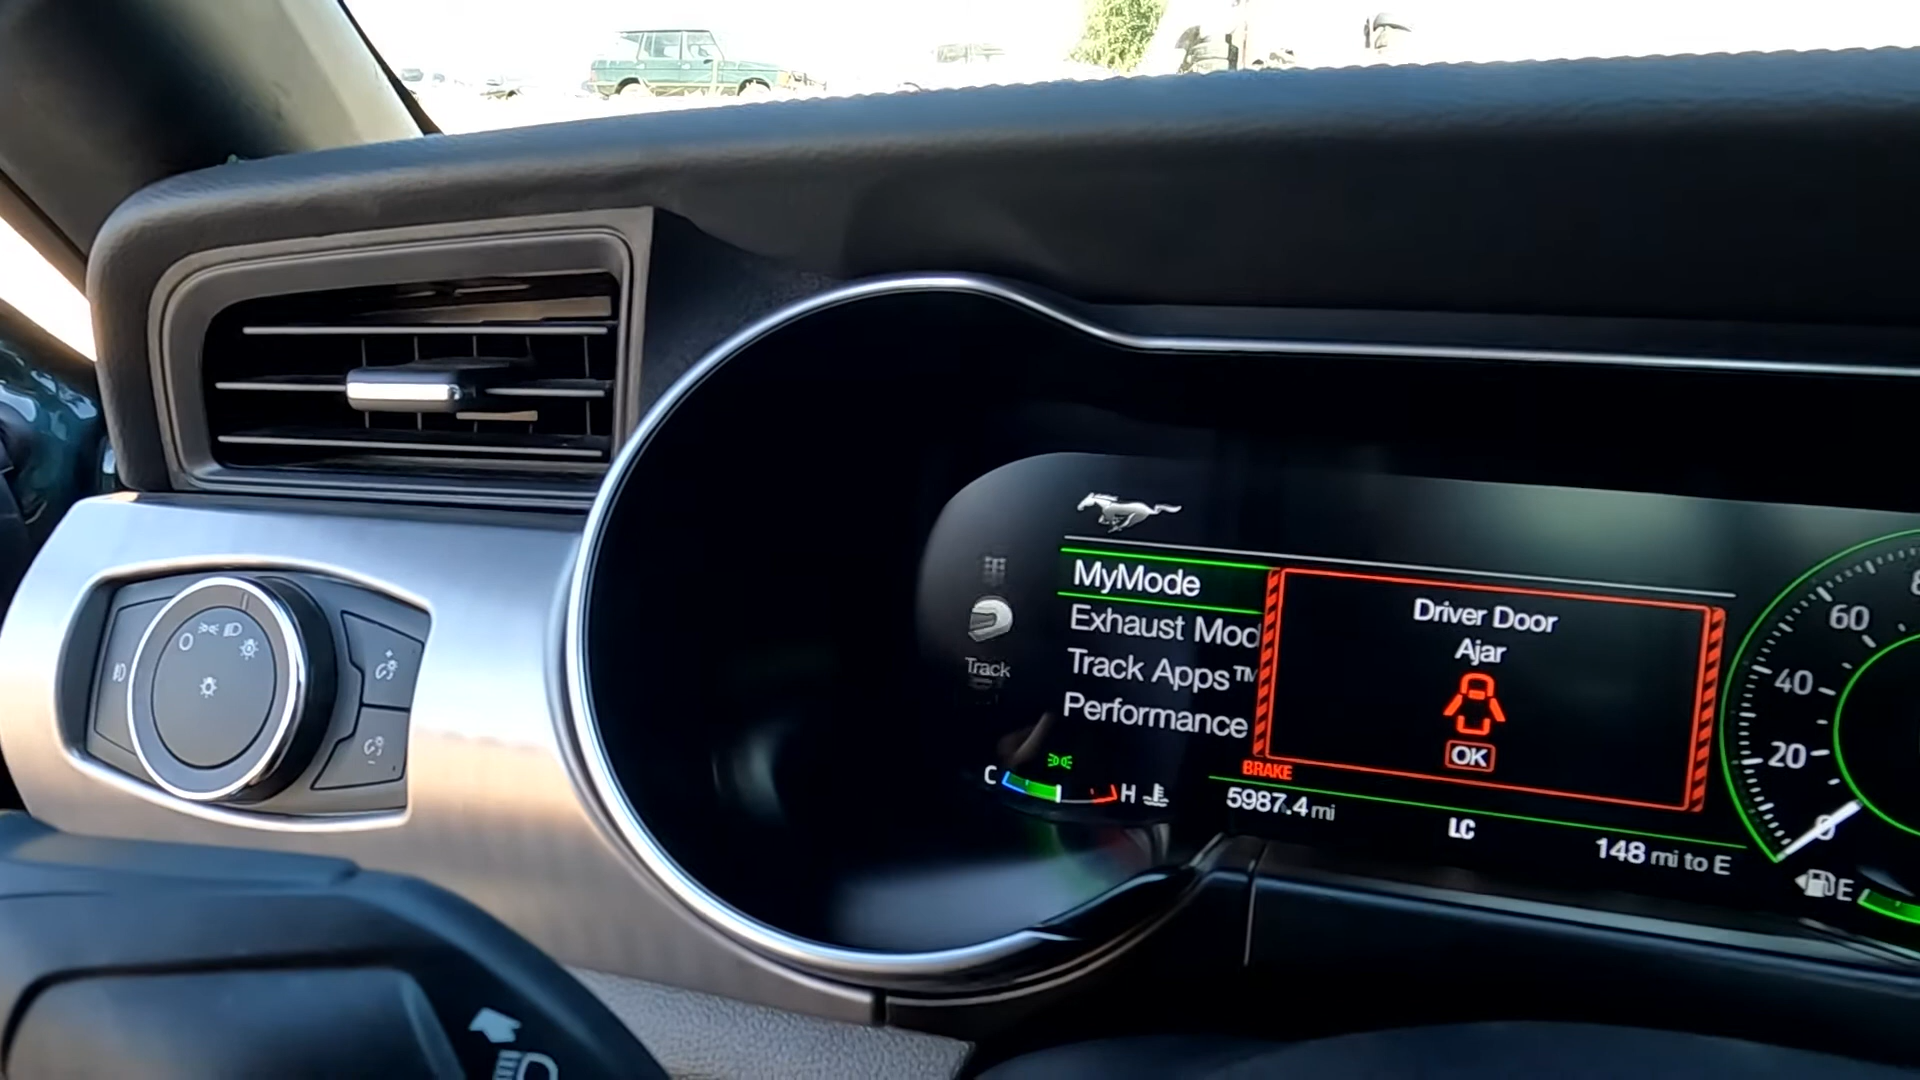 MyMode
Exhaust Mod
Track Apps™
Performance
Track
Driver Door
Ajar
OK
BRAKE
C
H
5987.4 mi
LC
148 mi to E
60
40
20
0
E